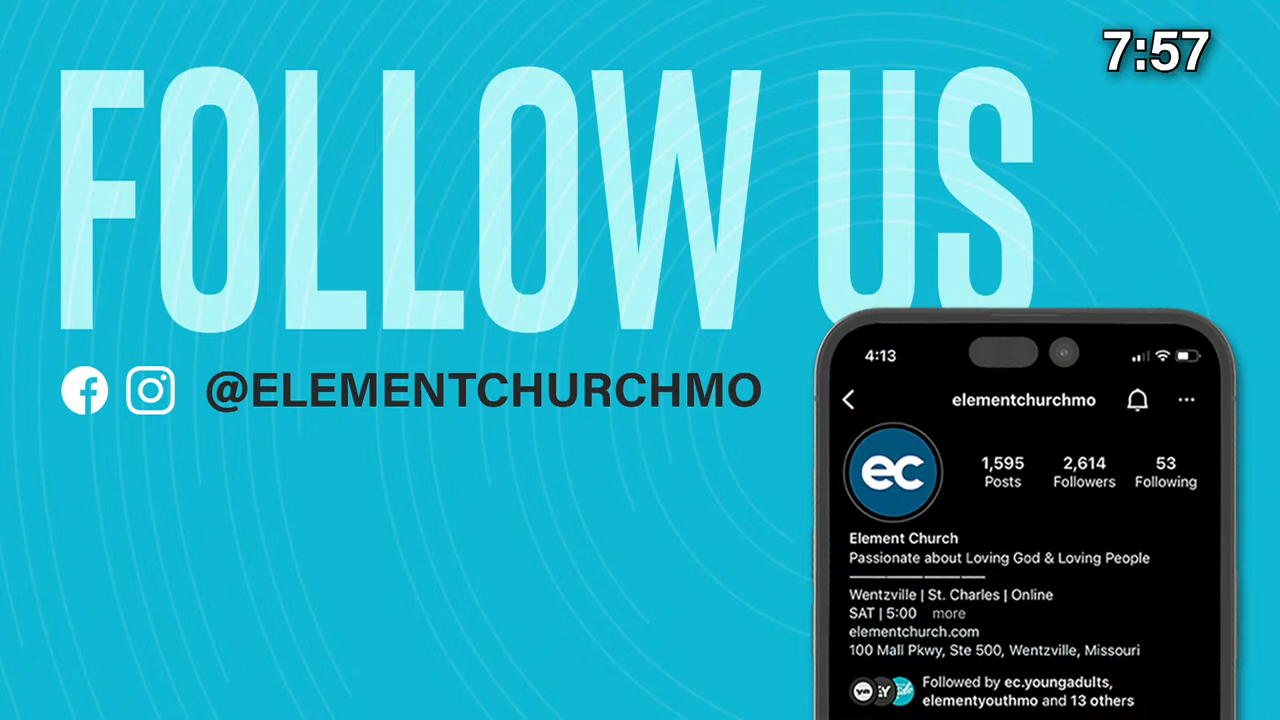 7:57
FOLLOW US
@ELEMENTCHURCHMO
4:13
elementchurchmo
ec
1,595 2,614 53
Posts Followers Following
Element Church
Passionate about Loving God & Loving People
Wentzville | St. Charles | Online
SAT | 5:00 more
elementchurch.com
100 Mall Pkwy, Ste 500, Wentzville, Missouri
Followed by ec.youngadults,
elementyouthmo and 13 others